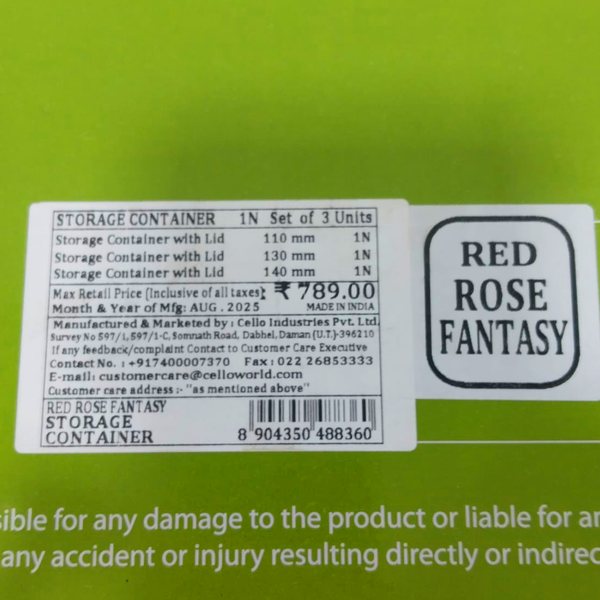 STORAGE CONTAINER 1N Set of 3 Units
Storage Container with Lid 110 mm 1N
Storage Container with Lid 130 mm 1N
Storage Container with Lid 140 mm 1N
Max Retail Price (Inclusive of all taxes): ₹ 789.00
Month & Year of Mfg: AUG . 2025 MADE IN INDIA
Manufactured & Marketed by : Cello Industries Pvt. Ltd.
Survey No 597/1, 597/1-C, Somnath Road, Dabhel, Daman (U.T.)-396210
If any feedback/complaint Contact to Customer Care Executive
Contact No. : +917400007370 Fax : 022 26853333
E-mail: customercare@celloworld.com
Customer care address :- "as mentioned above"
RED ROSE FANTASY
STORAGE
CONTAINER
8 904350 488360
RED
ROSE
FANTASY
sible for any damage to the product or liable for an
any accident or injury resulting directly or indirec